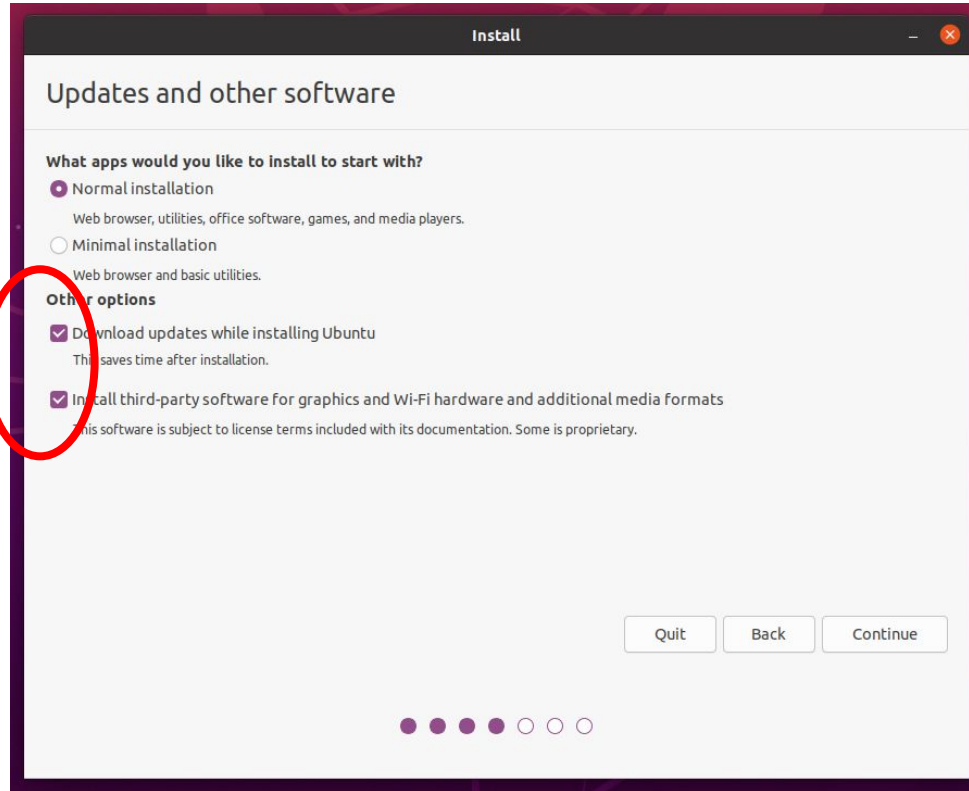 Install
Updates and other software
What apps would you like to install to start with?
Normal installation
Web browser, utilities, office software, games, and media players.
Minimal installation
Web browser and basic utilities.
Other options
Download updates while installing Ubuntu
This saves time after installation.
Install third-party software for graphics and Wi-Fi hardware and additional media formats
This software is subject to license terms included with its documentation. Some is proprietary.
Quit Back Continue